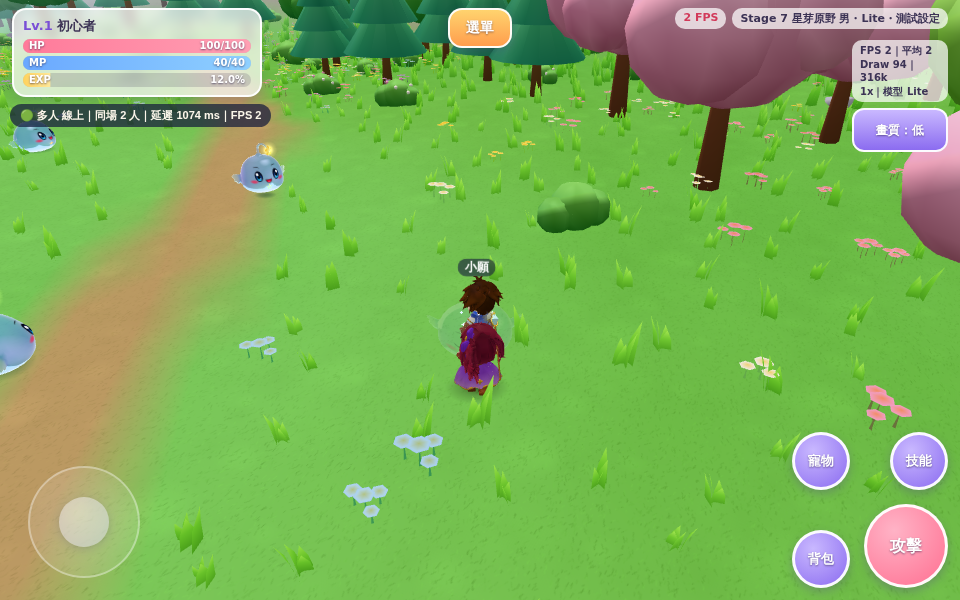 Lv.1 初心者
HP 100/100
MP 40/40
EXP 12.0%
🟢 多人 線上｜同場 2 人｜延遲 1074 ms｜FPS 2
選單
2 FPS
Stage 7 星芽原野 男・Lite・測試設定
FPS 2｜平均 2
Draw 94｜
316k
1x｜模型 Lite
畫質：低
小願
寵物
技能
攻擊
背包